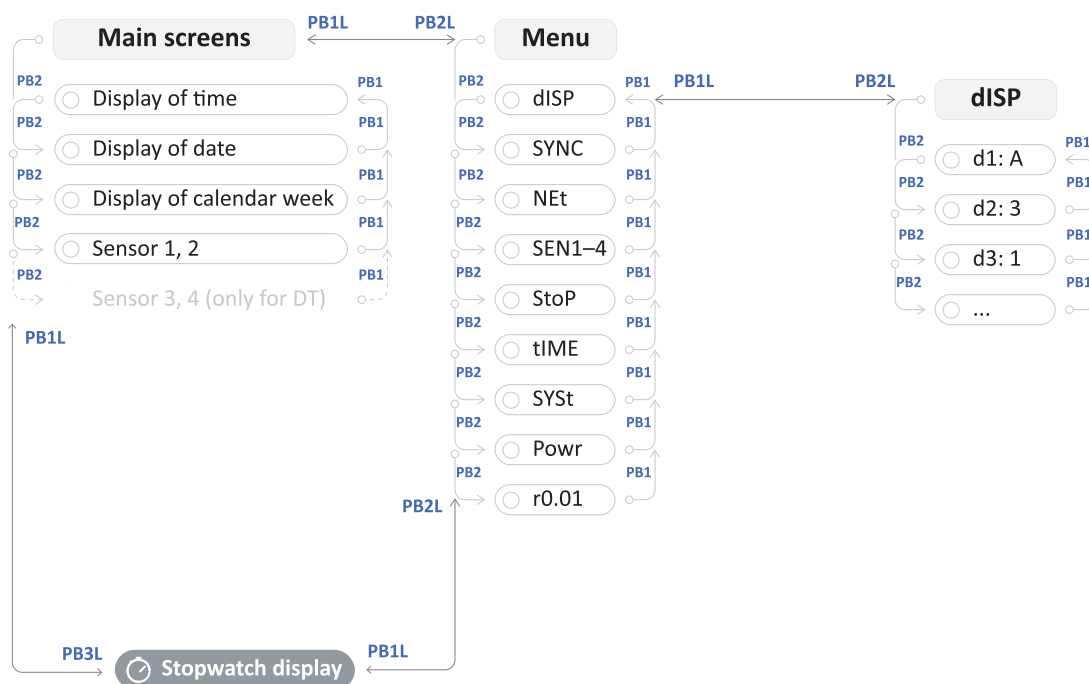 PB1L
PB2L
Main screens
Menu
PB2
PB1
Display of time
PB2
PB1
Display of date
PB2
PB1
Display of calendar week
PB2
PB1
Sensor 1, 2
PB2
PB1
Sensor 3, 4 (only for DT)
PB1L
PB2
PB1
dISP
PB2
PB1
SYNC
PB2
PB1
NEt
PB2
PB1
SEN1–4
PB2
PB1
StoP
PB2
PB1
tIME
PB2
PB1
SYSt
PB2
PB1
Powr
PB2
PB1
r0.01
PB2L
PB1L
PB2L
dISP
PB2
PB1
d1: A
PB2
PB1
d2: 3
PB2
PB1
d3: 1
PB2
PB1
...
PB3L
Stopwatch display
PB1L